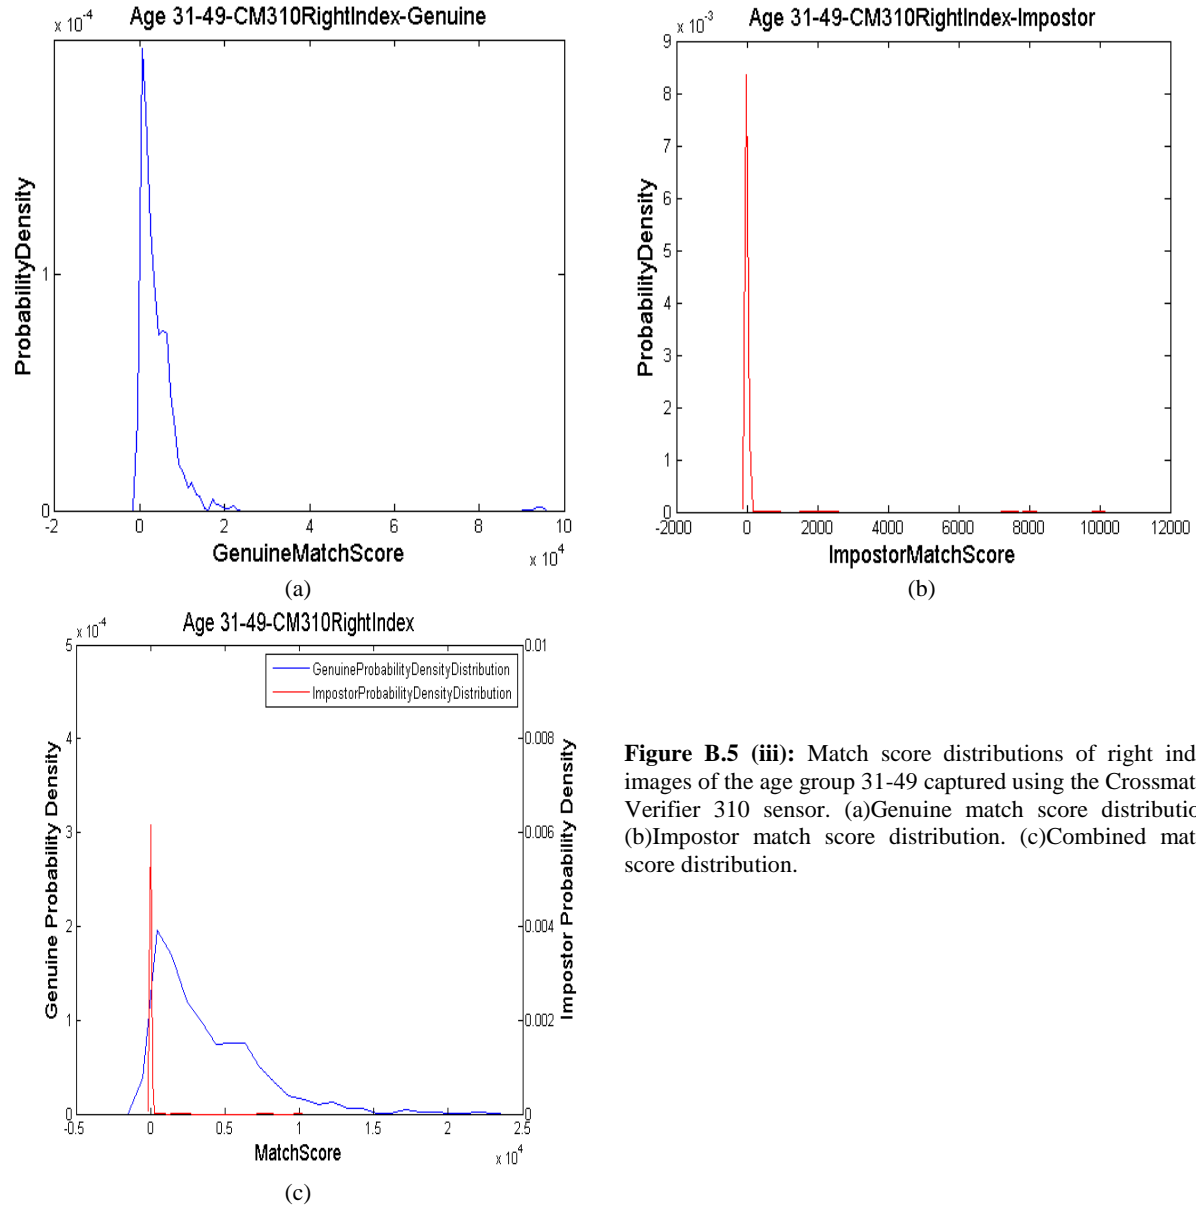 Age 31-49-CM310RightIndex-Genuine
x 10^-4
1
0
-2 0 2 4 6 8 10
x 10^4
ProbabilityDensity
GenuineMatchScore
(a)
Age 31-49-CM310RightIndex-Impostor
x 10^-3
9
8
7
6
5
4
3
2
1
0
-2000 0 2000 4000 6000 8000 10000 12000
ProbabilityDensity
ImpostorMatchScore
(b)
Age 31-49-CM310RightIndex
x 10^-4
5
4
3
2
1
0
0.01
0.008
0.006
0.004
0.002
0
GenuineProbabilityDensityDistribution
ImpostorProbabilityDensityDistribution
Genuine Probability Density
Impostor Probability Density
-0.5 0 0.5 1 1.5 2 2.5
x 10^4
MatchScore
(c)
Figure B.5 (iii): Match score distributions of right ind
images of the age group 31-49 captured using the Crossmat
Verifier 310 sensor. (a)Genuine match score distributio
(b)Impostor match score distribution. (c)Combined mat
score distribution.